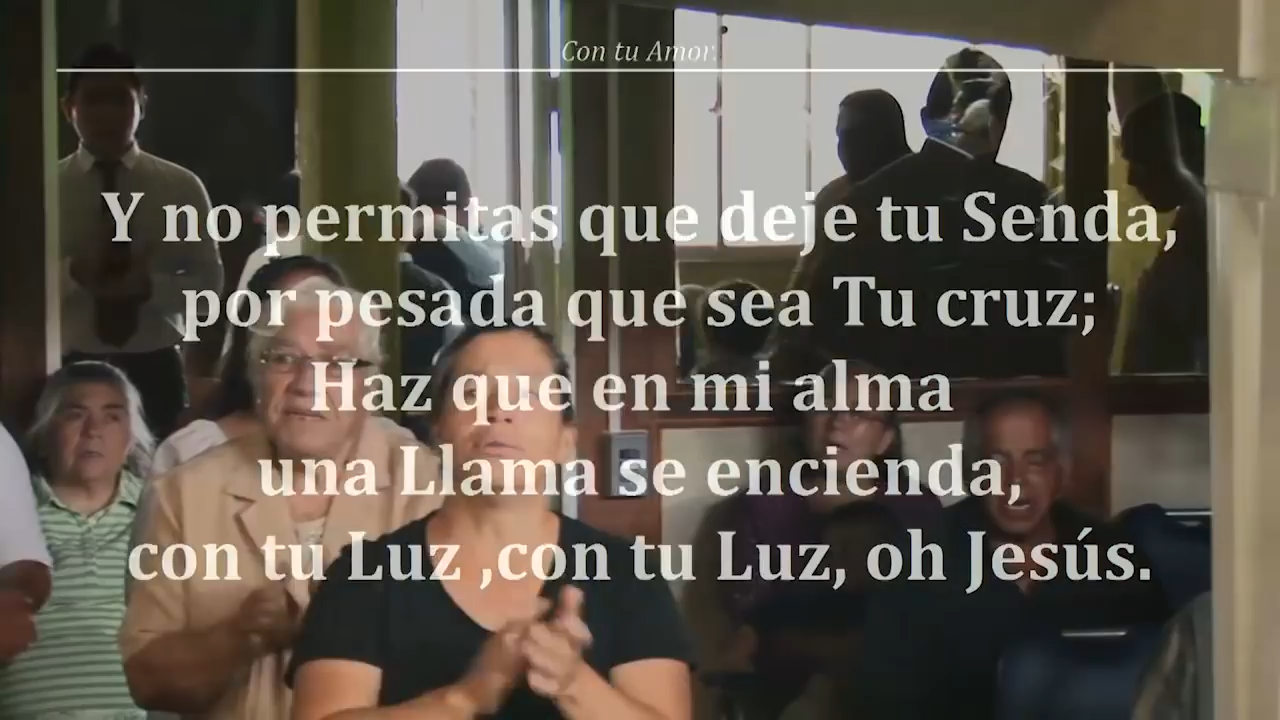 Con tu Amor.
Y no permitas que deje tu Senda,
por pesada que sea Tu cruz;
Haz que en mi alma
una Llama se encienda,
con tu Luz ,con tu Luz, oh Jesús.